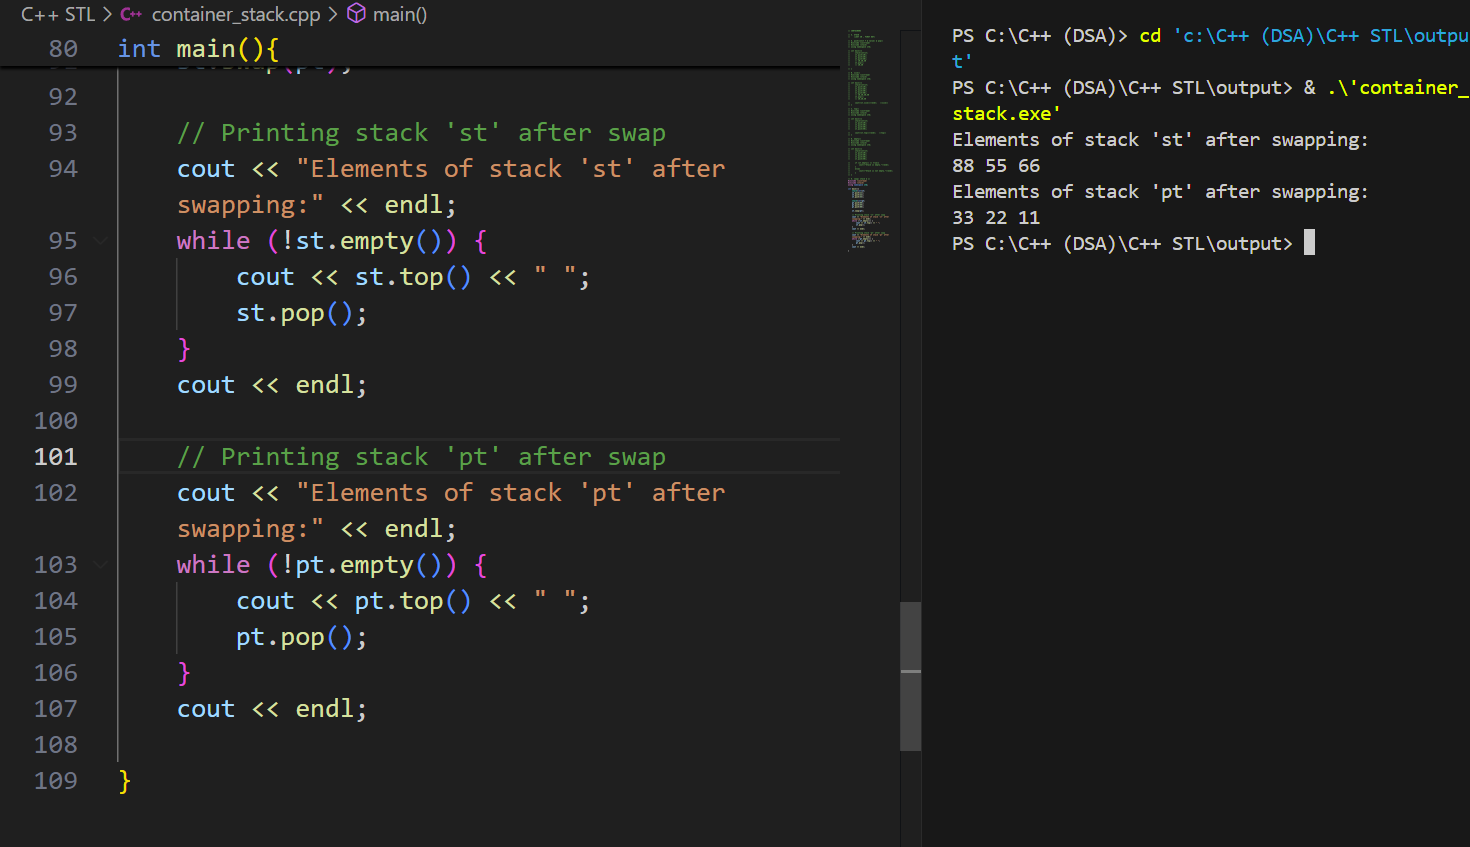 C++ STL > C++ container_stack.cpp > main()
80 int main(){
92
93 // Printing stack 'st' after swap
94 cout << "Elements of stack 'st' after
swapping:" << endl;
95 while (!st.empty()) {
96 cout << st.top() << " ";
97 st.pop();
98 }
99 cout << endl;
100
101 // Printing stack 'pt' after swap
102 cout << "Elements of stack 'pt' after
swapping:" << endl;
103 while (!pt.empty()) {
104 cout << pt.top() << " ";
105 pt.pop();
106 }
107 cout << endl;
108
109 }
PS C:\C++ (DSA)> cd 'c:\C++ (DSA)\C++ STL\outpu
t'
PS C:\C++ (DSA)\C++ STL\output> & .\'container_
stack.exe'
Elements of stack 'st' after swapping:
88 55 66
Elements of stack 'pt' after swapping:
33 22 11
PS C:\C++ (DSA)\C++ STL\output>